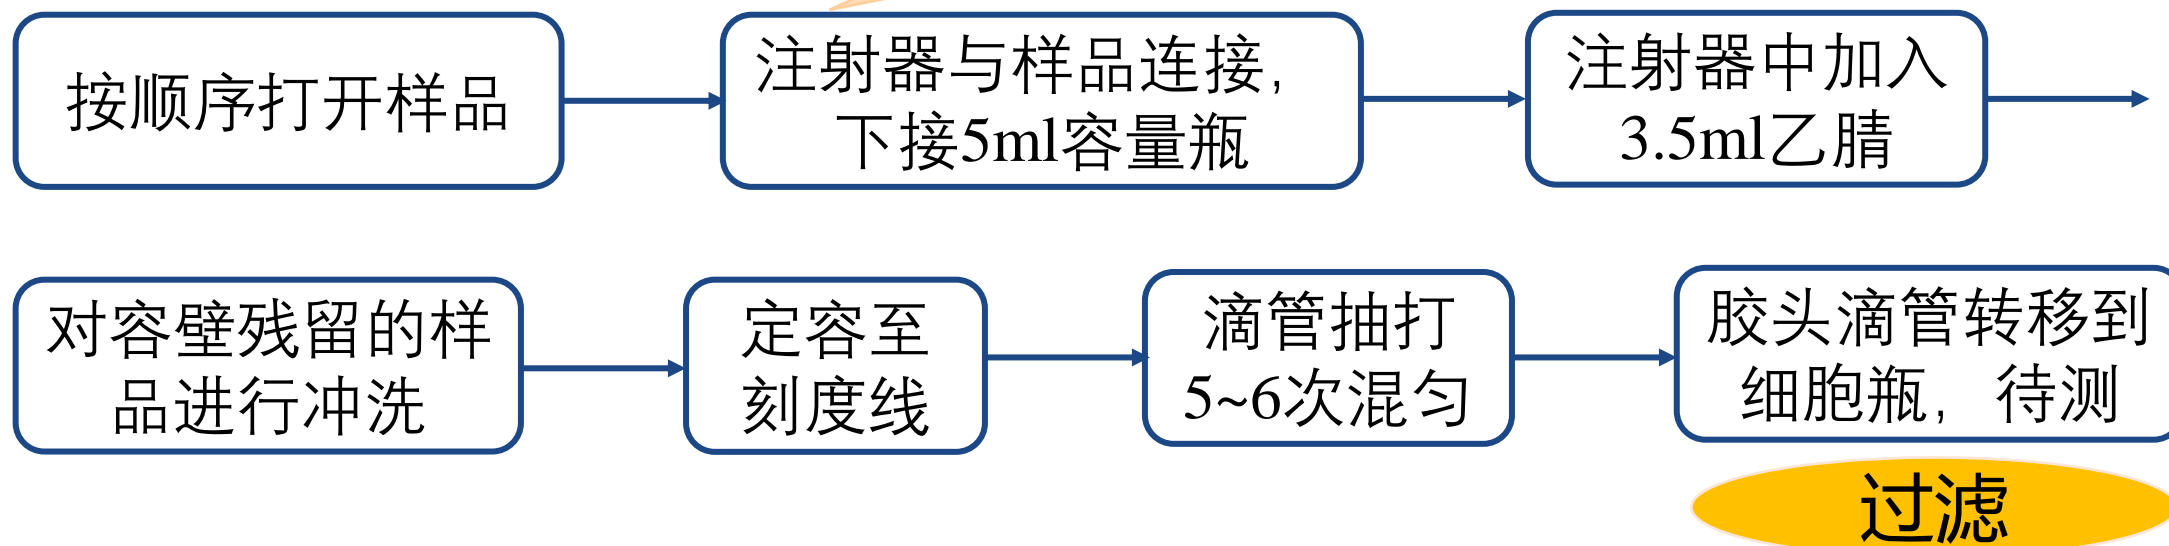 按顺序打开样品
注射器与样品连接,
下接5ml容量瓶
注射器中加入
3.5ml乙腈
对容壁残留的样
品进行冲洗
定容至
刻度线
滴管抽打
5~6次混匀
胶头滴管转移到
细胞瓶, 待测
过滤